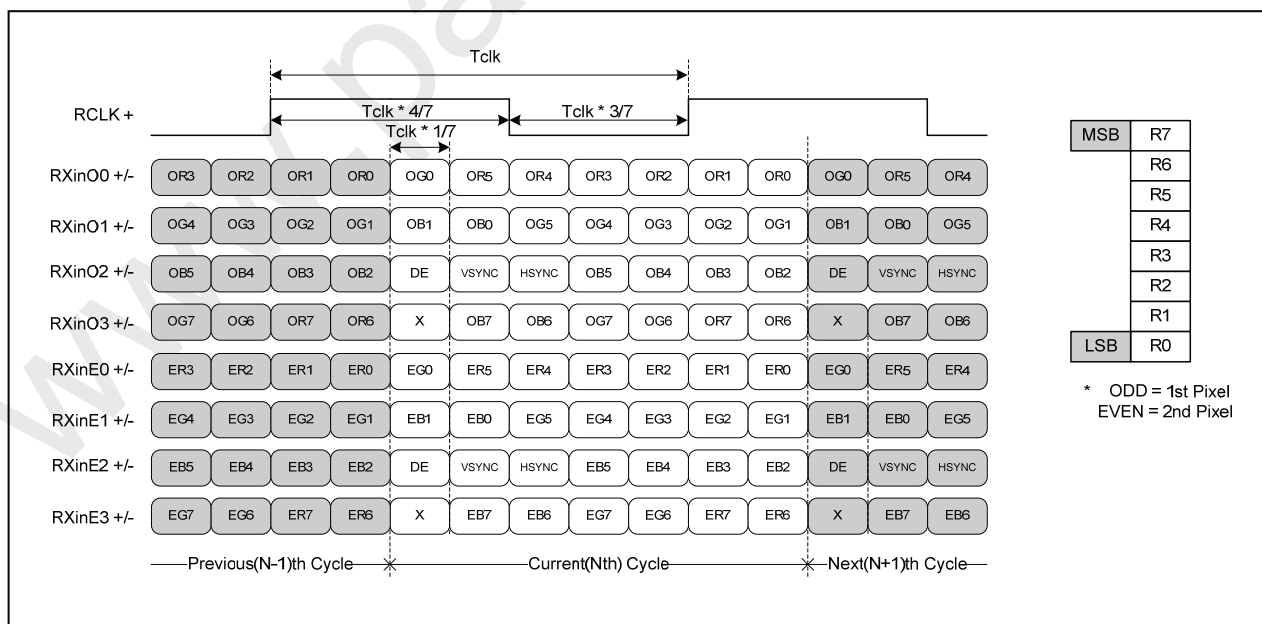 www.pa
Tclk
RCLK +
Tclk * 4/7
Tclk * 3/7
Tclk * 1/7
RXinO0 +/- OR3 OR2 OR1 OR0 OG0 OR5 OR4 OR3 OR2 OR1 OR0 OG0 OR5 OR4
RXinO1 +/- OG4 OG3 OG2 OG1 OB1 OB0 OG5 OG4 OG3 OG2 OG1 OB1 OB0 OG5
RXinO2 +/- OB5 OB4 OB3 OB2 DE VSYNC HSYNC OB5 OB4 OB3 OB2 DE VSYNC HSYNC
RXinO3 +/- OG7 OG6 OR7 OR6 X OB7 OB6 OG7 OG6 OR7 OR6 X OB7 OB6
RXinE0 +/- ER3 ER2 ER1 ER0 EG0 ER5 ER4 ER3 ER2 ER1 ER0 EG0 ER5 ER4
RXinE1 +/- EG4 EG3 EG2 EG1 EB1 EB0 EG5 EG4 EG3 EG2 EG1 EB1 EB0 EG5
RXinE2 +/- EB5 EB4 EB3 EB2 DE VSYNC HSYNC EB5 EB4 EB3 EB2 DE VSYNC HSYNC
RXinE3 +/- EG7 EG6 ER7 ER6 X EB7 EB6 EG7 EG6 ER7 ER6 X EB7 EB6
Previous(N-1)th Cycle Current(Nth) Cycle Next(N+1)th Cycle
MSB R7
R6
R5
R4
R3
R2
R1
LSB R0
* ODD = 1st Pixel
EVEN = 2nd Pixel